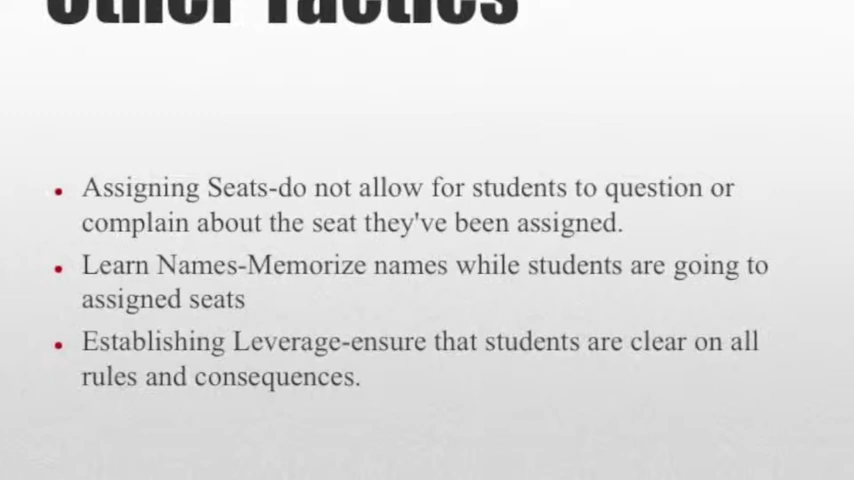 Other Tactics
Assigning Seats-do not allow for students to question or
complain about the seat they've been assigned.
Learn Names-Memorize names while students are going to
assigned seats
Establishing Leverage-ensure that students are clear on all
rules and consequences.